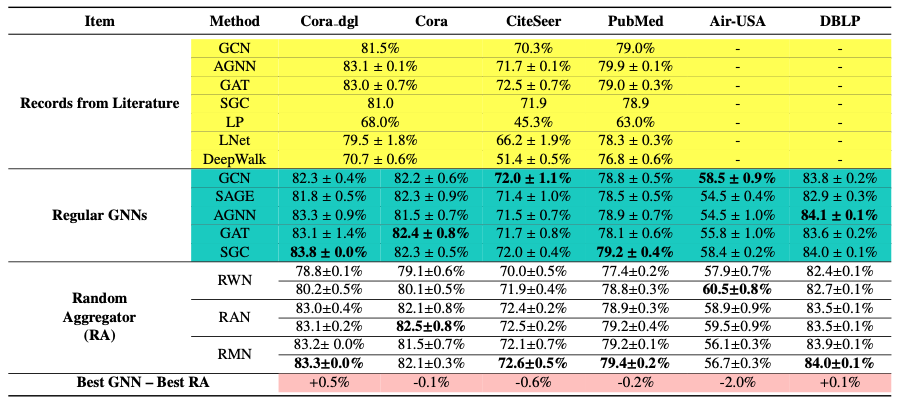 Item Method Cora_dgl Cora CiteSeer PubMed Air-USA DBLP
GCN 81.5% 70.3% 79.0% - -
AGNN 83.1 ± 0.1% 71.7 ± 0.1% 79.9 ± 0.1% - -
GAT 83.0 ± 0.7% 72.5 ± 0.7% 79.0 ± 0.3% - -
Records from Literature SGC 81.0 71.9 78.9 - -
LP 68.0% 45.3% 63.0% - -
LNet 79.5 ± 1.8% 66.2 ± 1.9% 78.3 ± 0.3% - -
DeepWalk 70.7 ± 0.6% 51.4 ± 0.5% 76.8 ± 0.6% - -
GCN 82.3 ± 0.4% 82.2 ± 0.6% 72.0 ± 1.1% 78.8 ± 0.5% 58.5 ± 0.9% 83.8 ± 0.2%
SAGE 81.8 ± 0.5% 82.3 ± 0.9% 71.4 ± 1.0% 78.5 ± 0.5% 54.5 ± 0.4% 82.9 ± 0.3%
Regular GNNs AGNN 83.3 ± 0.9% 81.5 ± 0.7% 71.5 ± 0.7% 78.9 ± 0.7% 54.5 ± 1.0% 84.1 ± 0.1%
GAT 83.1 ± 1.4% 82.4 ± 0.8% 71.7 ± 0.8% 78.1 ± 0.6% 55.8 ± 1.0% 83.6 ± 0.2%
SGC 83.8 ± 0.0% 82.3 ± 0.5% 72.0 ± 0.4% 79.2 ± 0.4% 58.4 ± 0.2% 84.0 ± 0.1%
RWN 78.8±0.1% 79.1±0.6% 70.0±0.5% 77.4±0.2% 57.9±0.7% 82.4±0.1%
80.2±0.5% 80.1±0.5% 71.9±0.4% 78.8±0.3% 60.5±0.8% 82.7±0.1%
Random
Aggregator
(RA)
RAN 83.0±0.4% 82.1±0.8% 72.4±0.2% 78.9±0.3% 58.9±0.9% 83.5±0.1%
83.1±0.2% 82.5±0.8% 72.5±0.2% 79.2±0.4% 59.5±0.9% 83.5±0.1%
RMN 83.2± 0.0% 81.5±0.7% 72.1±0.7% 79.2±0.1% 56.1±0.3% 83.9±0.1%
83.3±0.0% 82.1±0.3% 72.6±0.5% 79.4±0.2% 56.7±0.3% 84.0±0.1%
Best GNN – Best RA +0.5% -0.1% -0.6% -0.2% -2.0% +0.1%